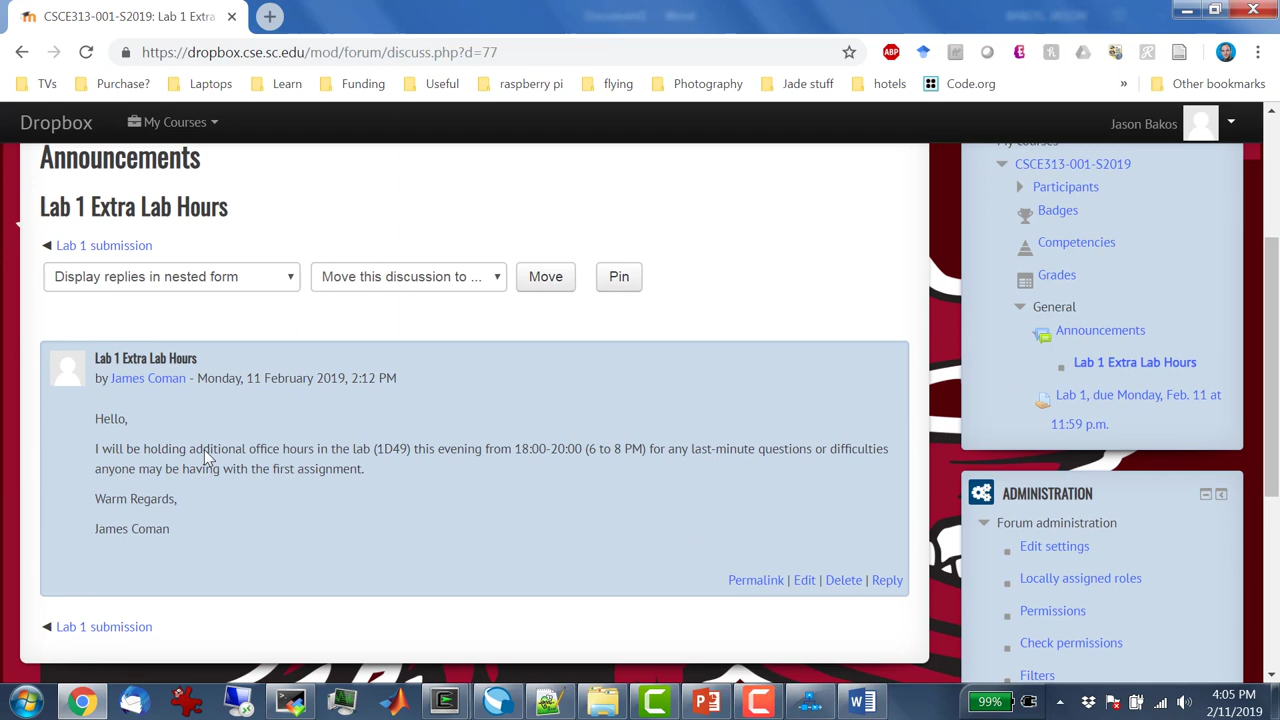 CSCE313-001-S2019: Lab 1 Extra
https://dropbox.cse.sc.edu/mod/forum/discuss.php?d=77
TVs Purchase? Laptop Learn Funding Useful raspberry pi flying Photography Jade stuff hotels Code.org » Other bookmarks
Dropbox My Courses Jason Bakos
Announcements
Lab 1 Extra Lab Hours
Lab 1 submission
Display replies in nested form Move this discussion to ... Move Pin
Lab 1 Extra Lab Hours
by James Coman - Monday, 11 February 2019, 2:12 PM
Hello,
I will be holding additional office hours in the lab (1D49) this evening from 18:00-20:00 (6 to 8 PM) for any last-minute questions or difficulties
anyone may be having with the first assignment.
Warm Regards,
James Coman
Permalink | Edit | Delete | Reply
Lab 1 submission
My courses
CSCE313-001-S2019
Participants
Badges
Competencies
Grades
General
Announcements
Lab 1 Extra Lab Hours
Lab 1, due Monday, Feb. 11 at
11:59 p.m.
ADMINISTRATION
Forum administration
Edit settings
Locally assigned roles
Permissions
Check permissions
Filters
99%
4:05 PM
2/11/2019